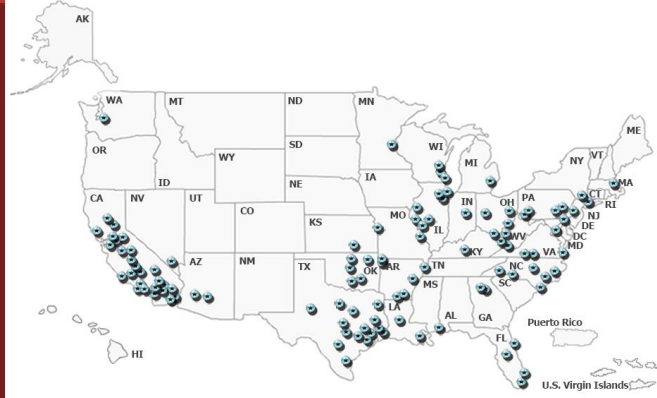 AK
WA
MT
ND
MN
ME
OR
SD
WI
MI
NY
VT
WY
IA
MA
ID
NE
CT
RI
CA
NV
UT
CO
IN
OH
PA
NJ
DE
KS
MO
IL
WV
DC
MD
KY
VA
AZ
NM
TX
OK
AR
TN
NC
SC
MS
LA
AL
GA
Puerto Rico
FL
HI
U.S. Virgin Islands